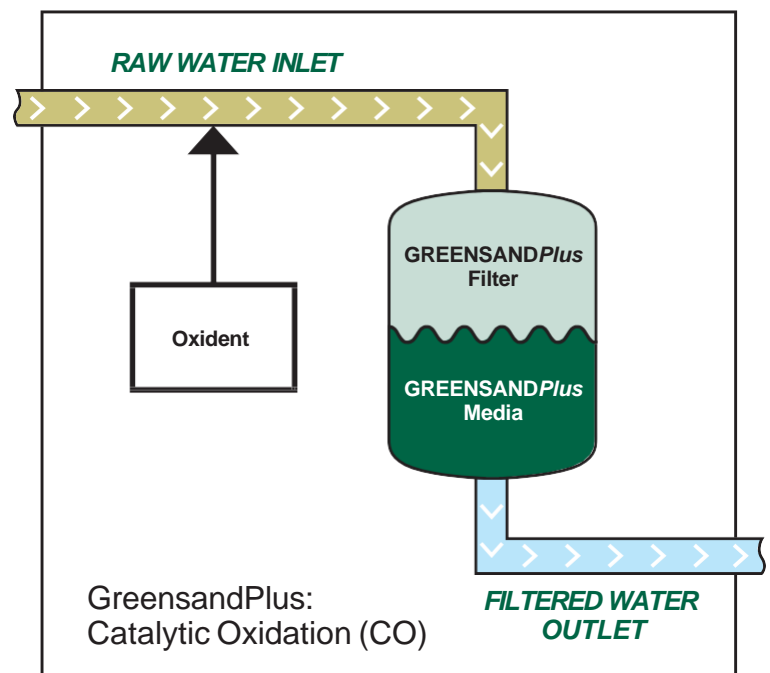 RAW WATER INLET
GREENSANDPlus
Filter
Oxident
GREENSANDPlus
Media
GreensandPlus:
Catalytic Oxidation (CO)
FILTERED WATER
OUTLET